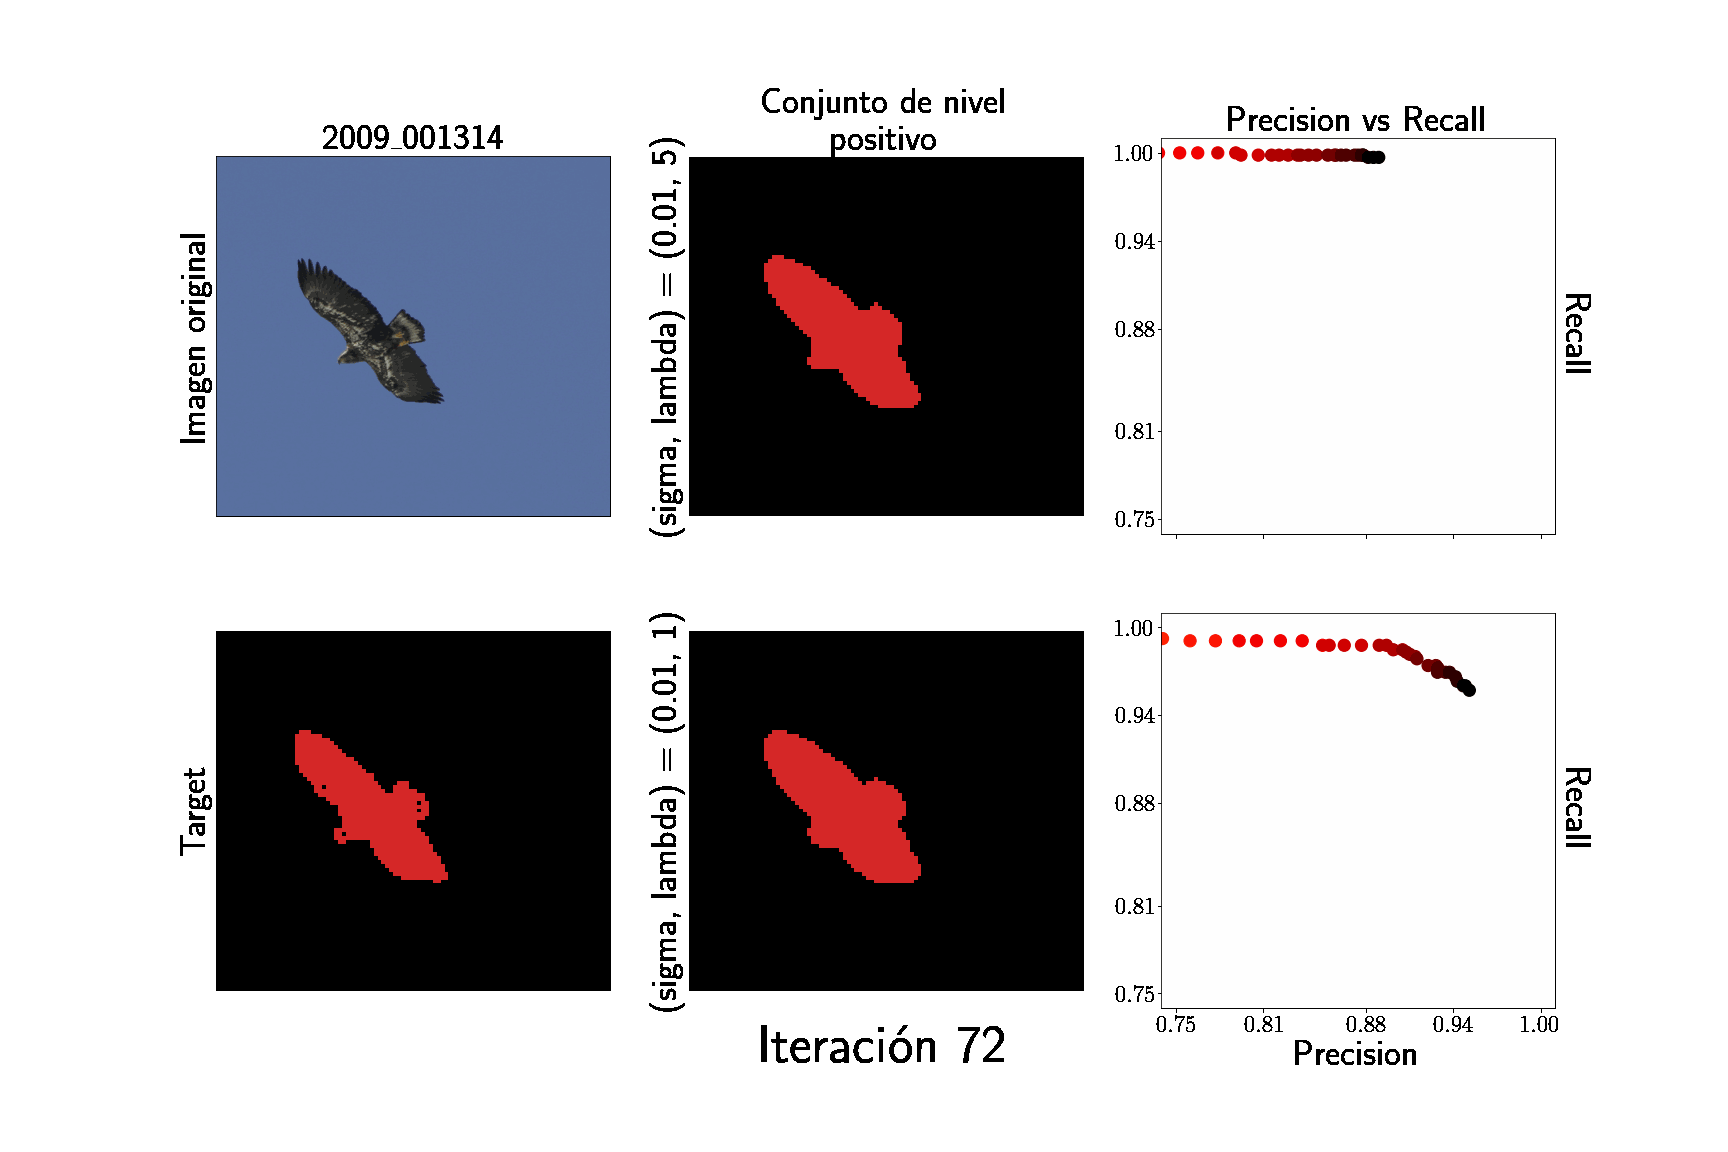 2009_001314
Imagen original
Conjunto de nivel
positivo
(sigma, lambda) = (0.01, 5)
Precision vs Recall
1.00
0.94
0.88
0.81
0.75
Recall
Target
(sigma, lambda) = (0.01, 1)
1.00
0.94
0.88
0.81
0.75
0.75 0.81 0.88 0.94 1.00
Precision
Recall
Iteración 72